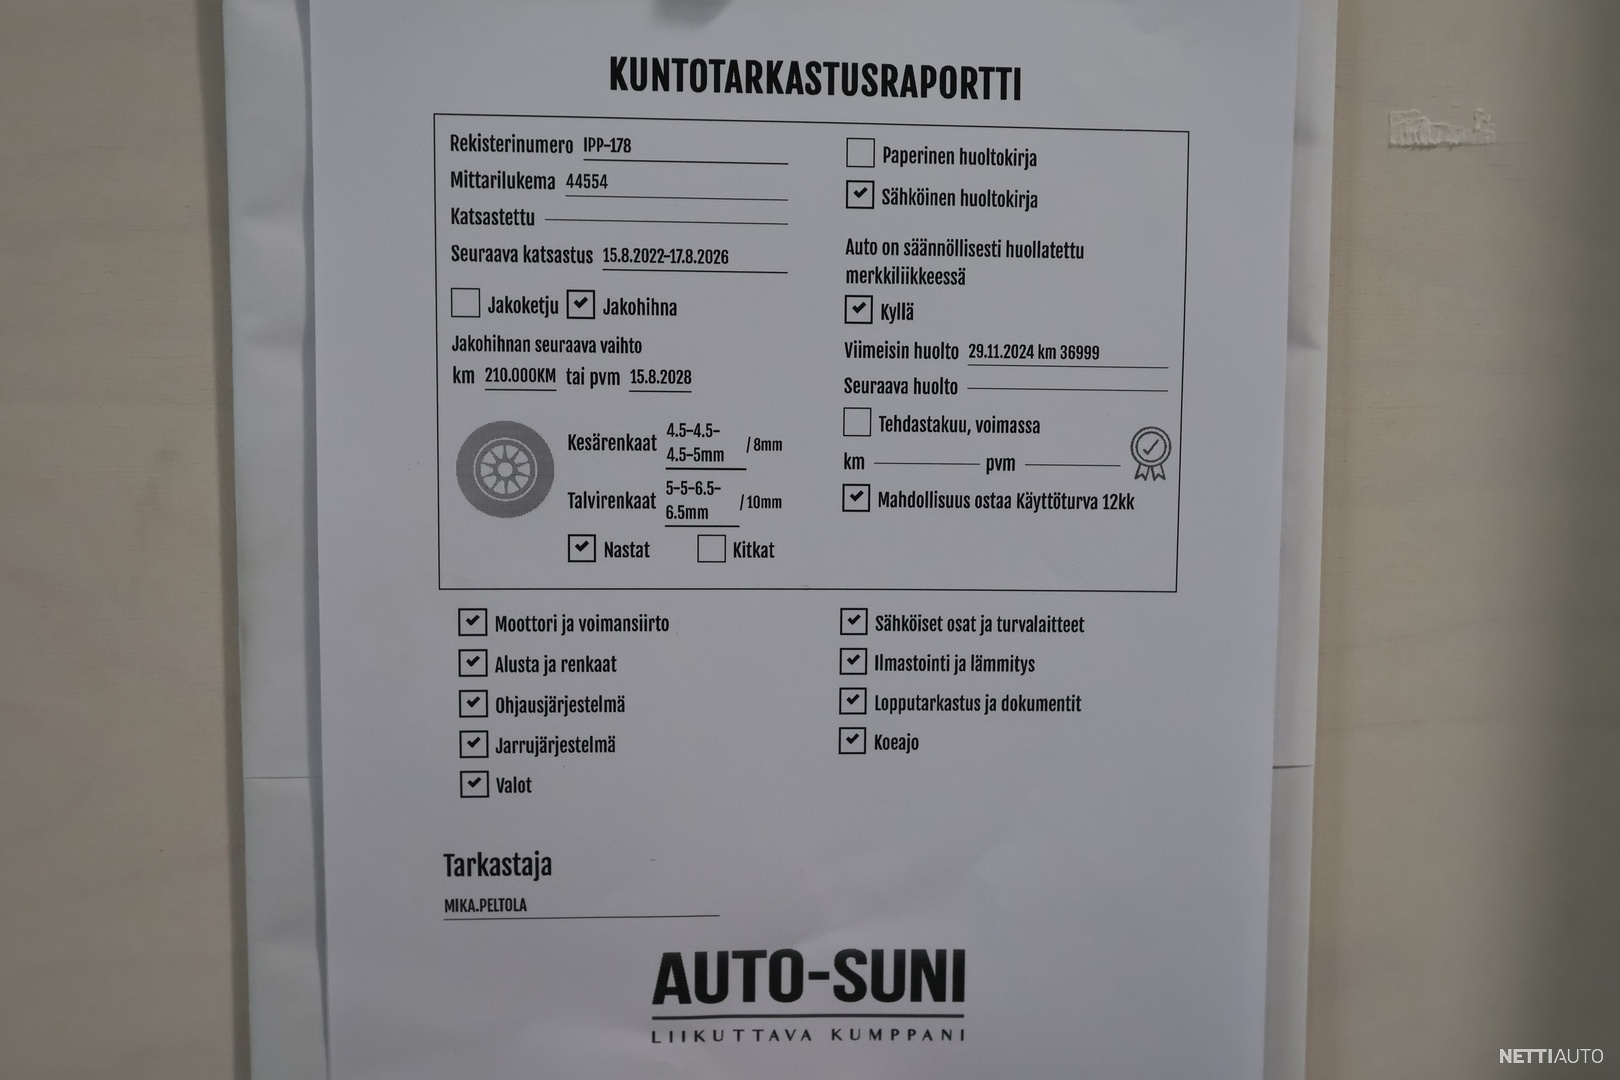 KUNTOTARKASTUSRAPORTTI
Rekisterinumero IPP-178
Mittarilukema 44554
Katsastettu
Seuraava katsastus 15.8.2022-17.8.2026
Jakoketju Jakohihna
Jakohihnan seuraava vaihto
km 210.000KM tai pvm 15.8.2028
Kesärenkaat 4.5-4.5-
4.5-5mm / 8mm
Talvirenkaat 5-5-6.5-
6.5mm / 10mm
Nastat Kitkat
Paperinen huoltokirja
Sähköinen huoltokirja
Auto on säännöllisesti huollatettu
merkkiliikkeessä
Kyllä
Viimeisin huolto 29.11.2024 km 36999
Seuraava huolto
Tehdastakuu, voimassa
km pvm
Mahdollisuus ostaa Käyttöturva 12kk
Moottori ja voimansiirto
Alusta ja renkaat
Ohjausjärjestelmä
Jarrujärjestelmä
Valot
Sähköiset osat ja turvalaitteet
Ilmastointi ja lämmitys
Lopputarkastus ja dokumentit
Koeajo
Tarkastaja
MIKA.PELTOLA
AUTO-SUNI
LIIKUTTAVA KUMPPANI
NETTIAUTO